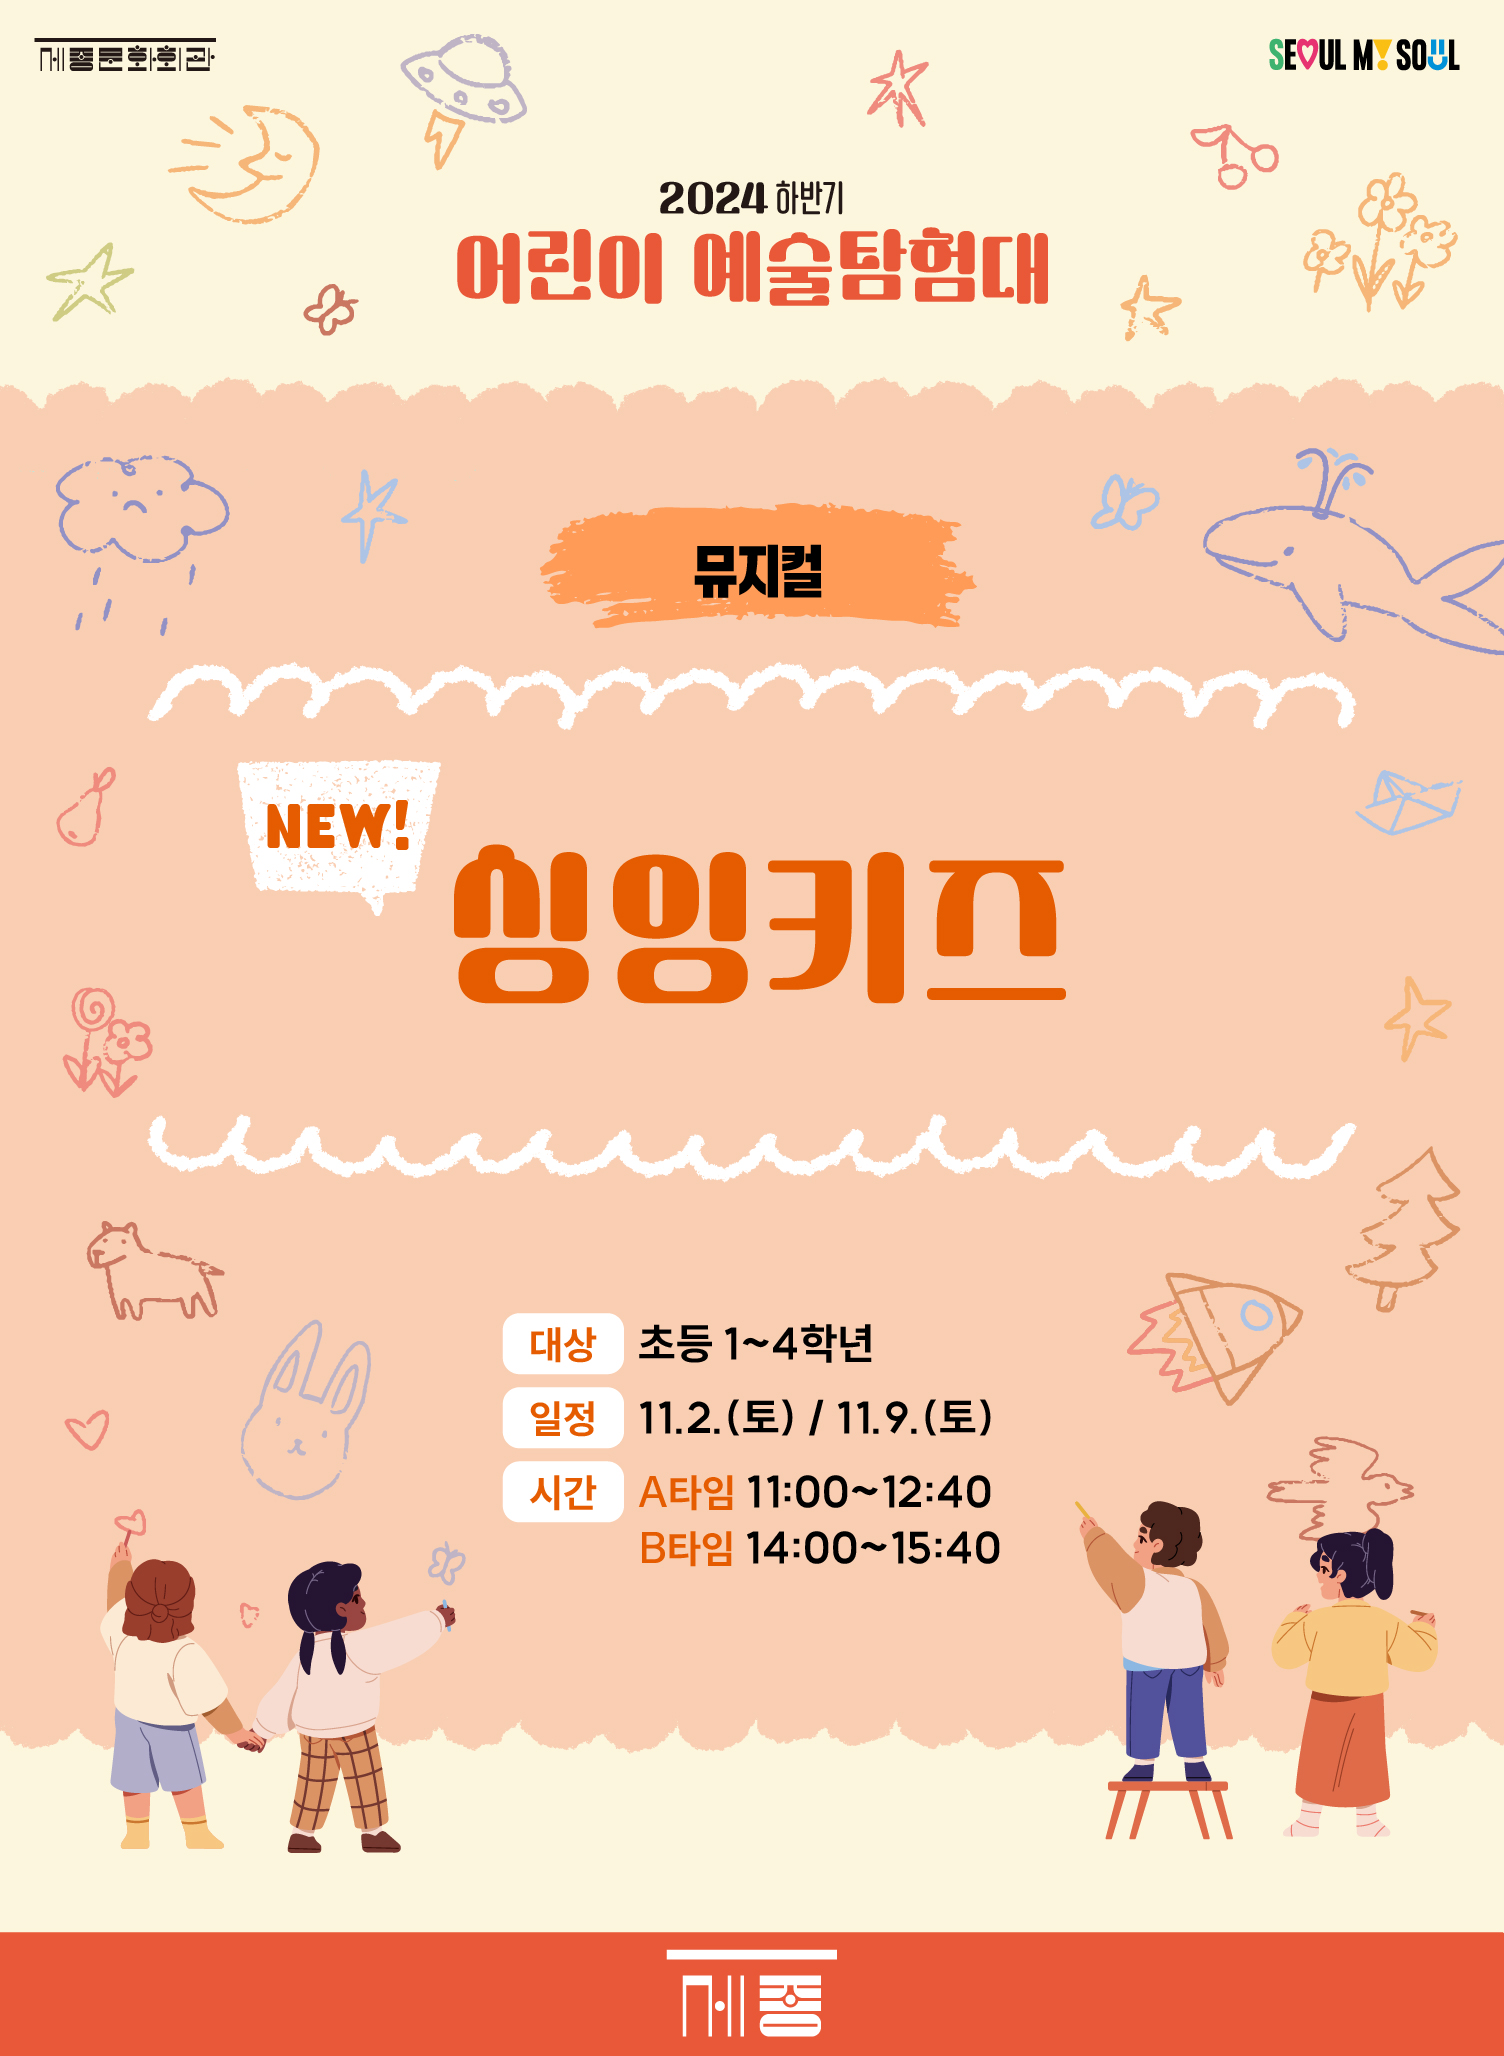 세종문화회관
SEOUL MY SOUL
2024 하반기
어린이 예술탐험대
뮤지컬
NEW!
싱잉키즈
대상 초등 1~4학년
일정 11.2.(토) / 11.9.(토)
시간 A타임 11:00~12:40
B타임 14:00~15:40
세종